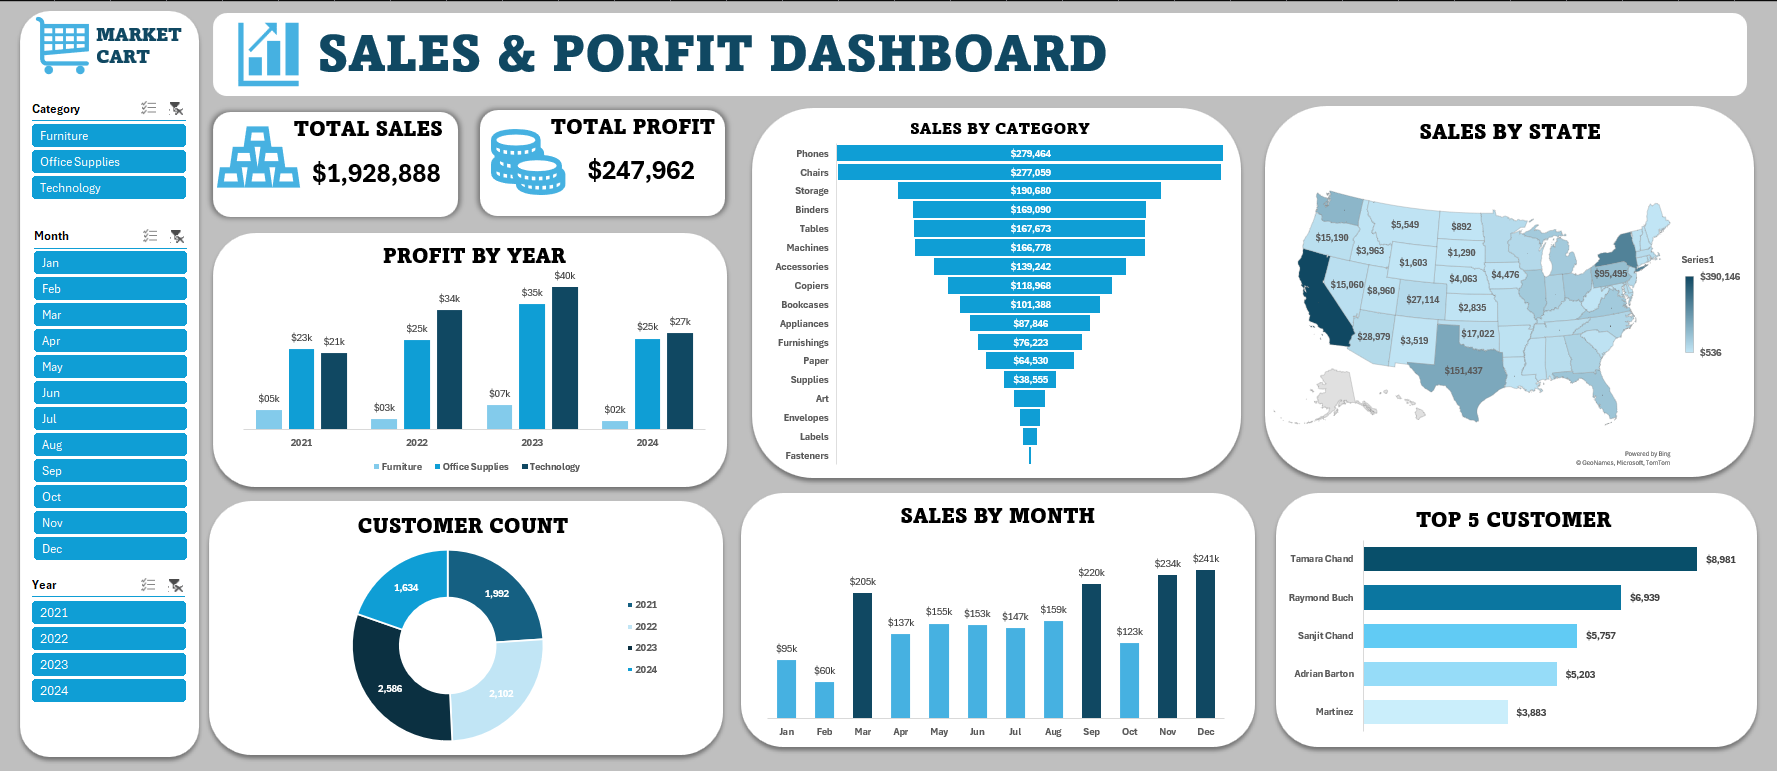 MARKET
CART
SALES & PORFIT DASHBOARD
Category
Furniture
Office Supplies
Technology
Month
Jan
Feb
Mar
Apr
May
Jun
Jul
Aug
Sep
Oct
Nov
Dec
Year
2021
2022
2023
2024
TOTAL SALES
$1,928,888
TOTAL PROFIT
$247,962
PROFIT BY YEAR
$05k
$23k
$21k
$03k
$25k
$34k
$07k
$35k
$40k
$02k
$25k
$27k
2021 2022 2023 2024
Furniture Office Supplies Technology
SALES BY CATEGORY
Phones $279,464
Chairs $277,059
Storage $190,680
Binders $169,090
Tables $167,673
Machines $166,778
Accessories $139,242
Copiers $118,968
Bookcases $101,388
Appliances $87,846
Furnishings $76,223
Paper $64,530
Supplies $38,555
Art
Envelopes
Labels
Fasteners
SALES BY STATE
$5,549
$892
$15,190
$3,963
$1,290
$1,603
$4,063
$4,476
$95,495
$15,060
$8,960
$27,114
$2,835
$28,979
$3,519
$17,022
$151,437
Series1
$390,146
$536
Powered by Bing
© GeoNames, Microsoft, TomTom
CUSTOMER COUNT
1,634
1,992
2,586
2,102
2021
2022
2023
2024
SALES BY MONTH
$95k
$60k
$205k
$137k
$155k
$153k
$147k
$159k
$220k
$123k
$234k
$241k
Jan Feb Mar Apr May Jun Jul Aug Sep Oct Nov Dec
TOP 5 CUSTOMER
Tamara Chand $8,981
Raymond Buch $6,939
Sanjit Chand $5,757
Adrian Barton $5,203
Martinez $3,883